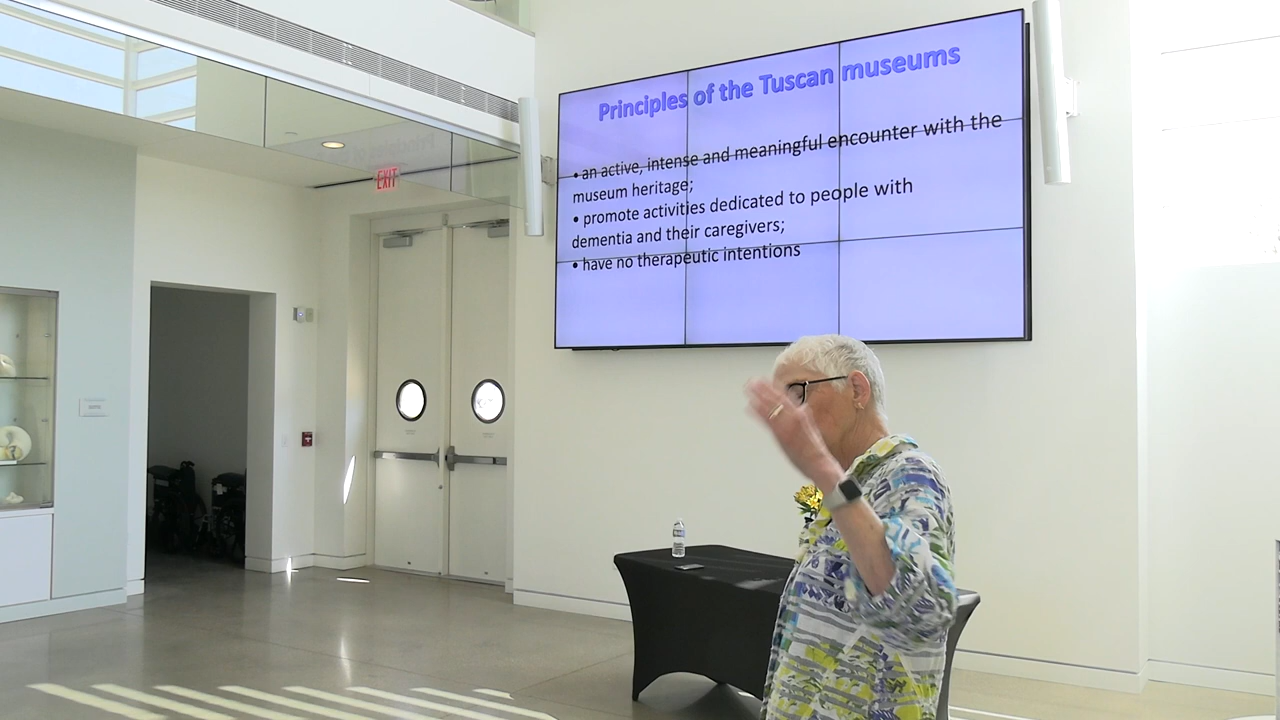 Principles of the Tuscan museums
• an active, intense and meaningful encounter with the
museum heritage;
• promote activities dedicated to people with
dementia and their caregivers;
• have no therapeutic intentions
EXIT